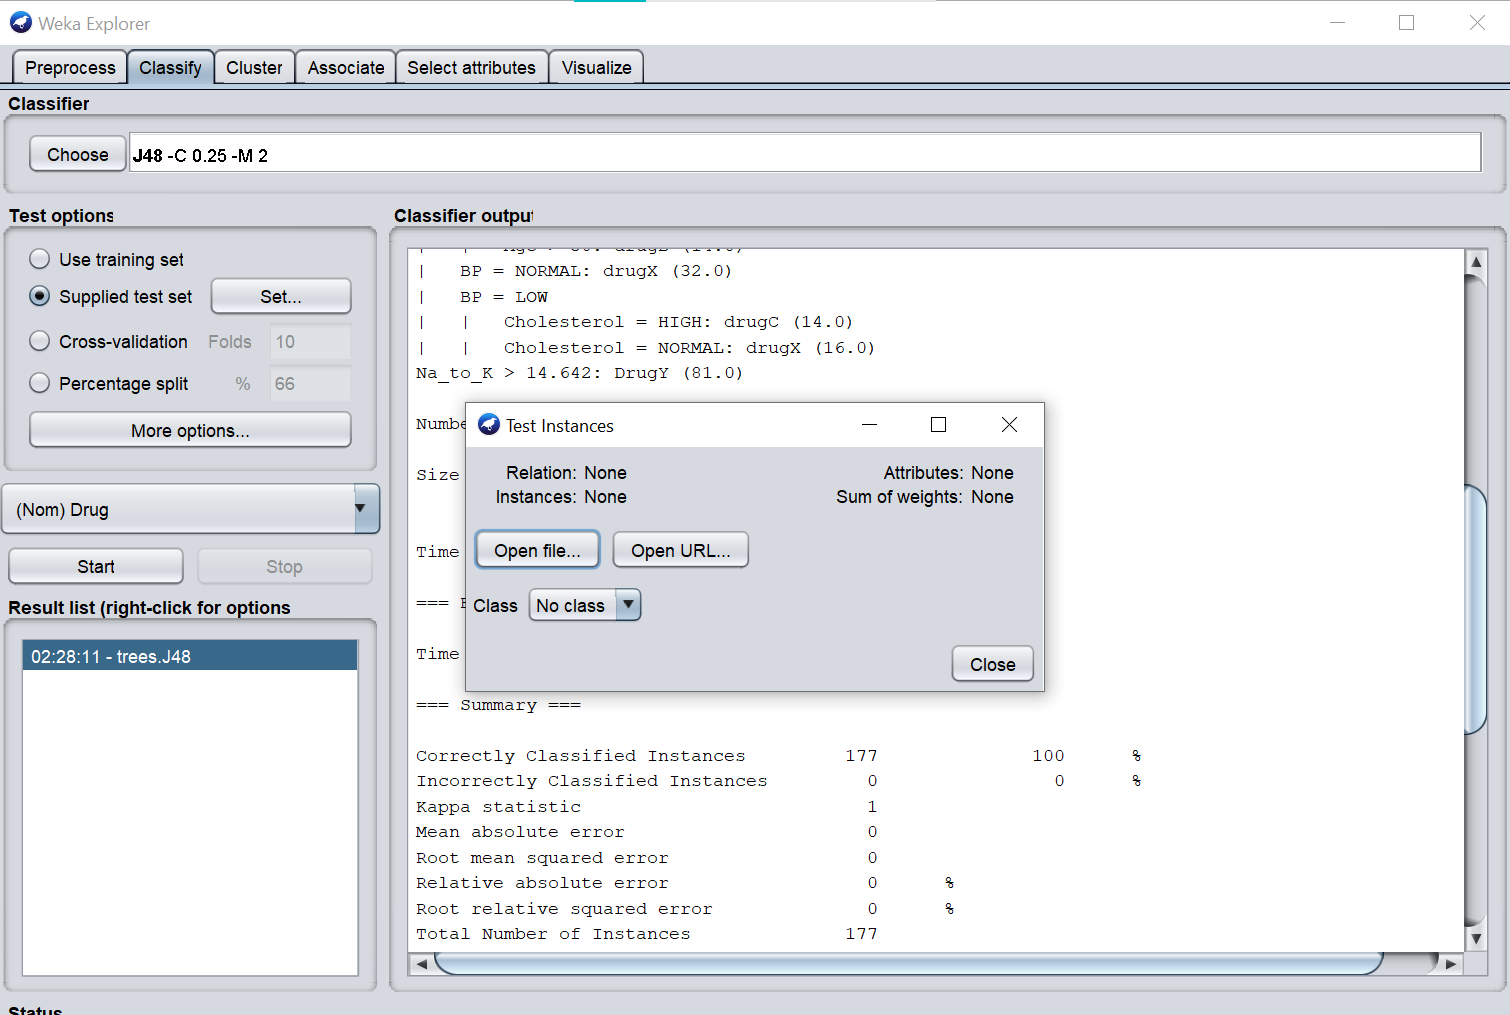 Weka Explorer
Preprocess Classify Cluster Associate Select attributes Visualize
Classifier
Choose J48 -C 0.25 -M 2
Test options
Use training set
Supplied test set Set...
Cross-validation Folds 10
Percentage split % 66
More options...
(Nom) Drug
Start Stop
Result list (right-click for options
02:28:11 - trees.J48
Classifier output
| BP = NORMAL: drugX (32.0)
| BP = LOW
| | Cholesterol = HIGH: drugC (14.0)
| | Cholesterol = NORMAL: drugX (16.0)
Na_to_K > 14.642: DrugY (81.0)
Numbe
Size
Time
===
Time
=== Summary ===
Correctly Classified Instances 177 100 %
Incorrectly Classified Instances 0 0 %
Kappa statistic 1
Mean absolute error 0
Root mean squared error 0
Relative absolute error 0 %
Root relative squared error 0 %
Total Number of Instances 177
Test Instances
Relation: None Attributes: None
Instances: None Sum of weights: None
Open file... Open URL...
Class No class
Close
Status